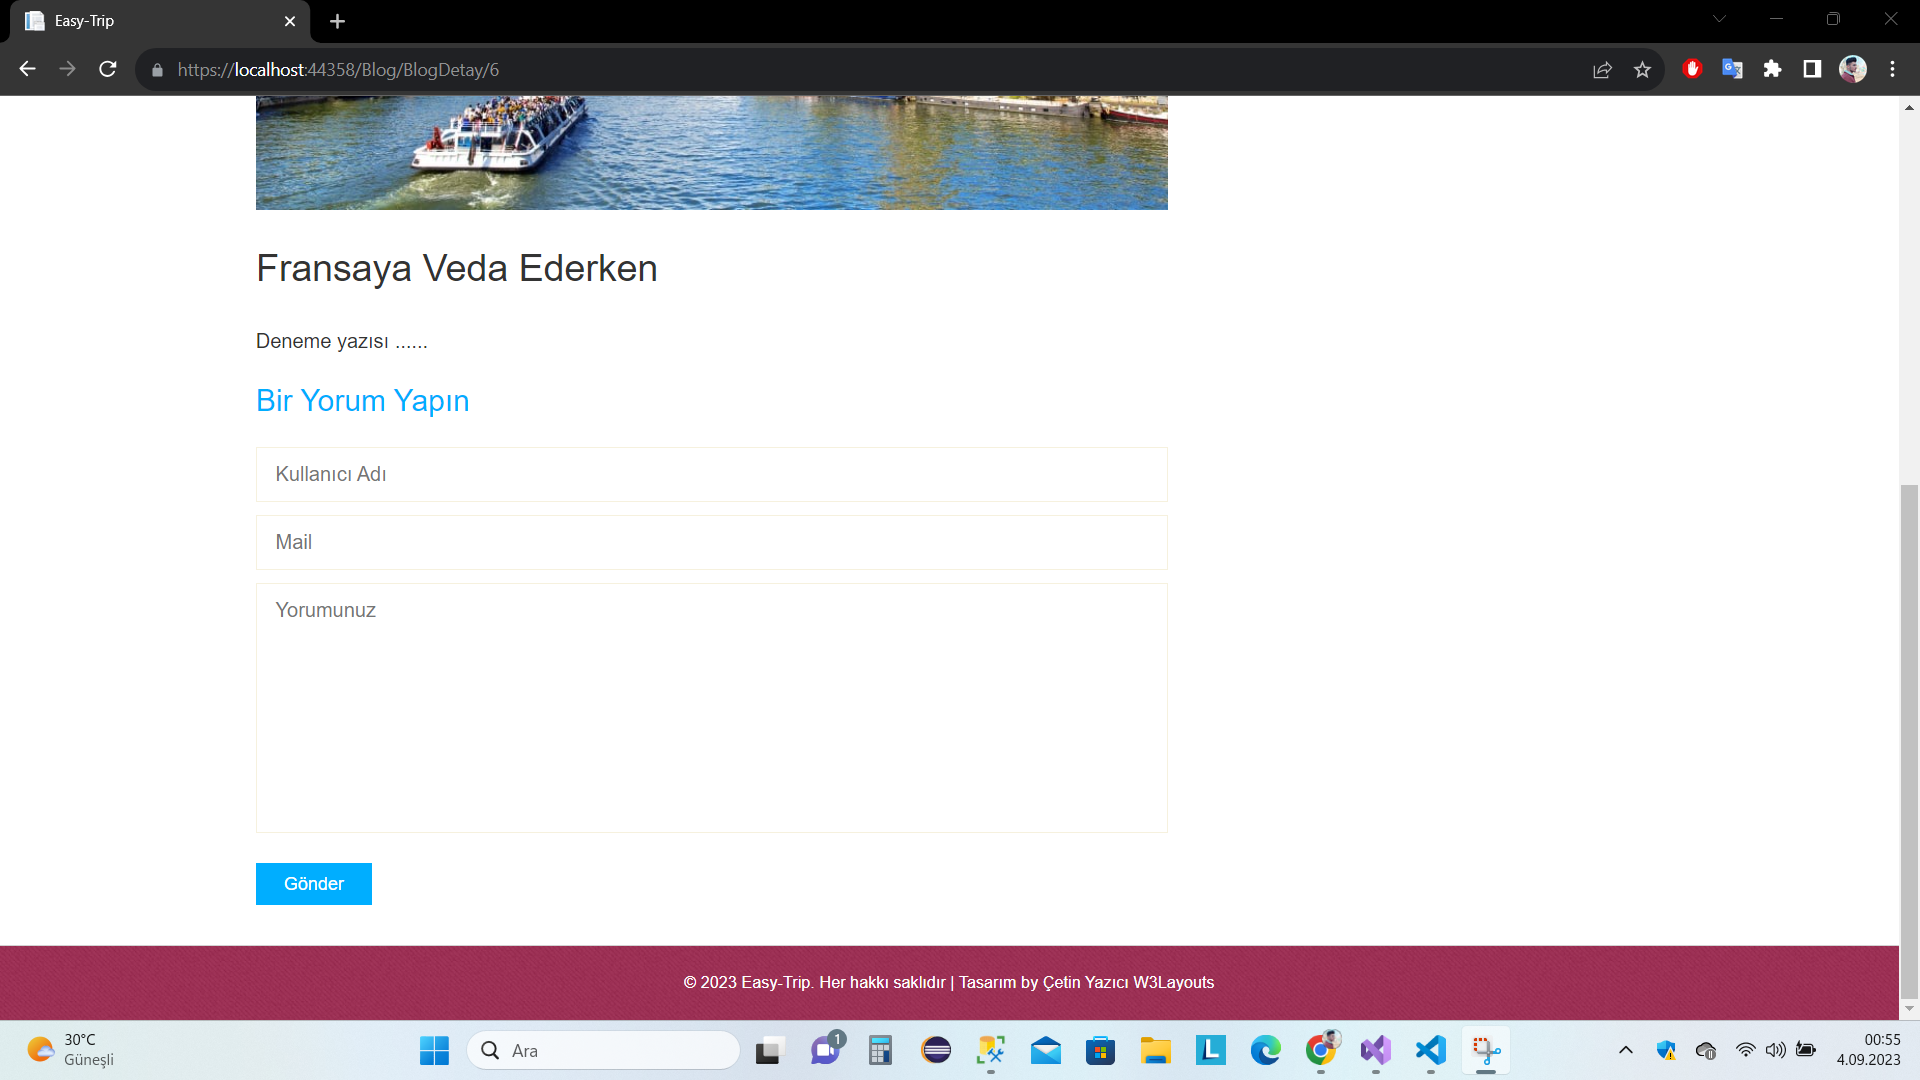 Easy-Trip
https://localhost:44358/Blog/BlogDetay/6
Fransaya Veda Ederken
Deneme yazısı ......
Bir Yorum Yapın
Kullanıcı Adı
Mail
Yorumunuz
Gönder
© 2023 Easy-Trip. Her hakkı saklıdır | Tasarım by Çetin Yazıcı W3Layouts
30°C
Güneşli
Ara
1
00:55
4.09.2023